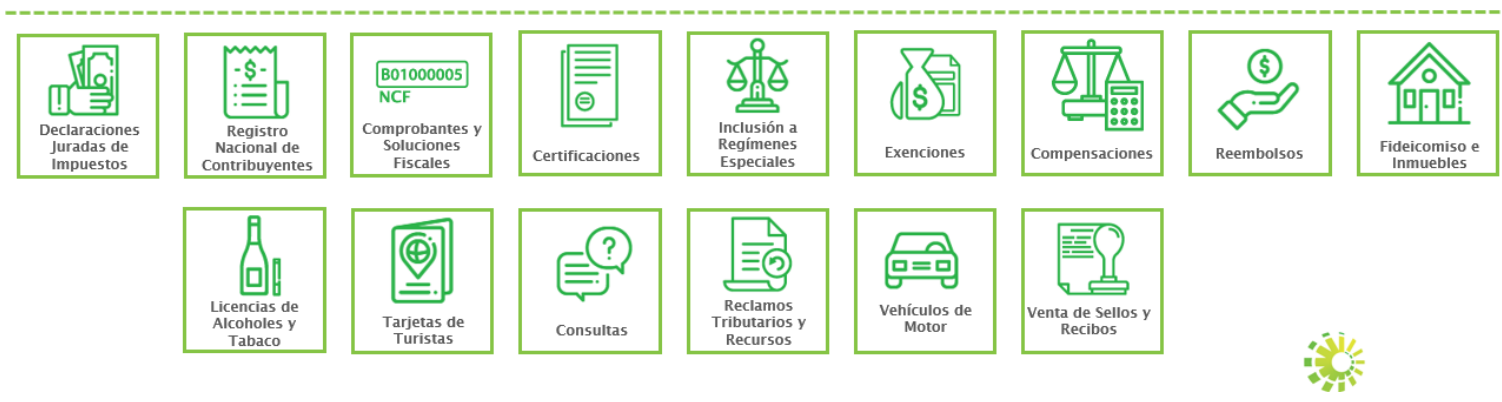 Declaraciones
Juradas de
Impuestos
- $ -
Registro
Nacional de
Contribuyentes
B01000005
NCF
Comprobantes y
Soluciones
Fiscales
Certificaciones
Inclusión a
Regímenes
Especiales
$
Exenciones
Compensaciones
$
Reembolsos
Fideicomiso e
Inmuebles
Licencias de
Alcoholes y
Tabaco
Tarjetas de
Turistas
?
Consultas
Reclamos
Tributarios y
Recursos
Vehículos de
Motor
Venta de Sellos y
Recibos